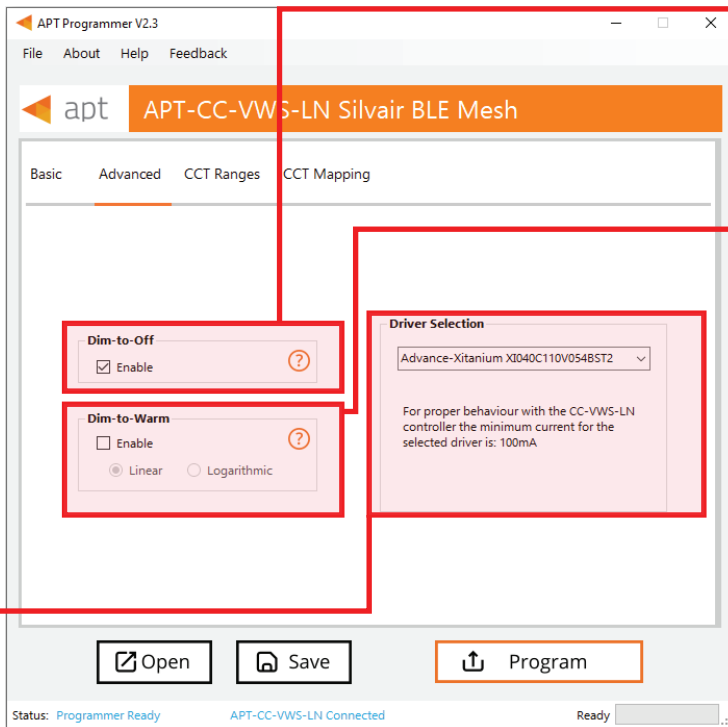 APT Programmer V2.3
File About Help Feedback
apt APT-CC-VWS-LN Silvair BLE Mesh
Basic Advanced CCT Ranges CCT Mapping
Dim-to-Off
Enable
?
Dim-to-Warm
Enable
?
Linear Logarithmic
Driver Selection
Advance-Xitanium XI040C110V054BST2
For proper behaviour with the CC-VWS-LN
controller the minimum current for the
selected driver is: 100mA
Open Save Program
Status: Programmer Ready APT-CC-VWS-LN Connected Ready